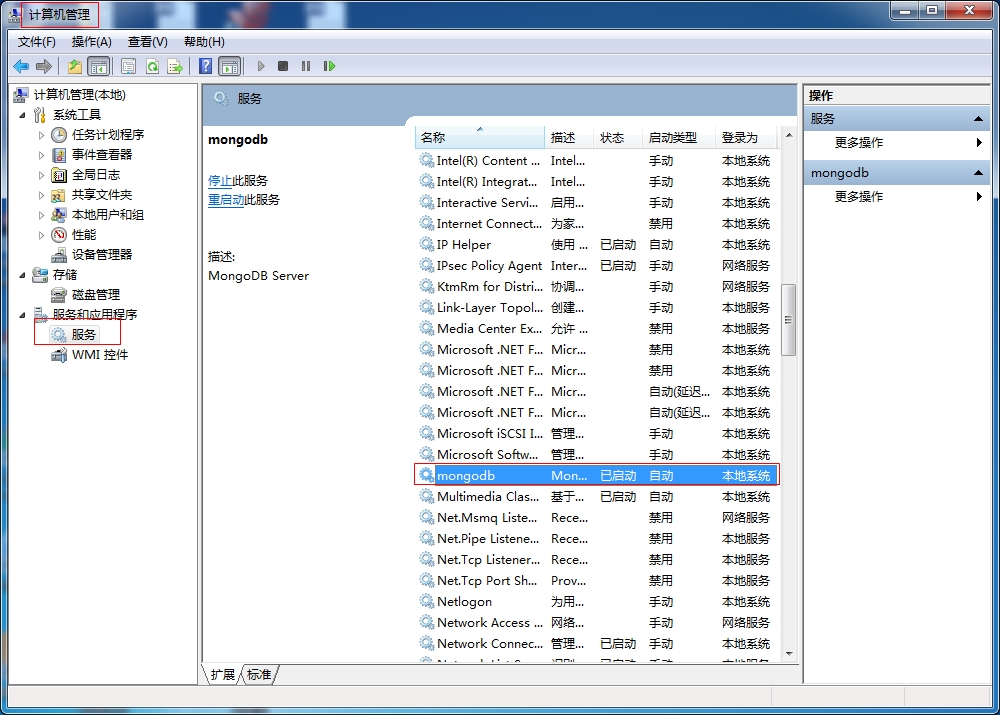 计算机管理
文件(F) 操作(A) 查看(V) 帮助(H)
计算机管理(本地)
系统工具
任务计划程序
事件查看器
全局日志
共享文件夹
本地用户和组
性能
设备管理器
存储
磁盘管理
服务和应用程序
服务
WMI 控件
服务
mongodb
停止此服务
重启动此服务
描述:
MongoDB Server
名称 描述 状态 启动类型 登录为
Intel(R) Content ... Intel... 手动 本地系统
Intel(R) Integrat... Intel... 手动 本地系统
Interactive Servi... 启用... 手动 本地系统
Internet Connect... 为家... 禁用 本地系统
IP Helper 使用 ... 已启动 自动 本地系统
IPsec Policy Agent Inter... 已启动 手动 网络服务
KtmRm for Distri... 协调... 手动 网络服务
Link-Layer Topol... 创建... 手动 本地服务
Media Center Ex... 允许 ... 禁用 本地服务
Microsoft .NET F... Micr... 禁用 本地系统
Microsoft .NET F... Micr... 禁用 本地系统
Microsoft .NET F... Micr... 自动(延迟... 本地系统
Microsoft .NET F... Micr... 自动(延迟... 本地系统
Microsoft iSCSI I... 管理... 手动 本地系统
Microsoft Softw... 管理... 手动 本地系统
mongodb Mon... 已启动 自动 本地系统
Multimedia Clas... 基于... 已启动 自动 本地系统
Net.Msmq Liste... Rece... 禁用 网络服务
Net.Pipe Listene... Rece... 禁用 本地服务
Net.Tcp Listener... Rece... 禁用 本地服务
Net.Tcp Port Sh... Prov... 禁用 本地服务
Netlogon 为用... 手动 本地系统
Network Access ... 网络... 手动 网络服务
Network Connec... 管理... 已启动 手动 本地系统
扩展 标准
操作
服务
更多操作
mongodb
更多操作